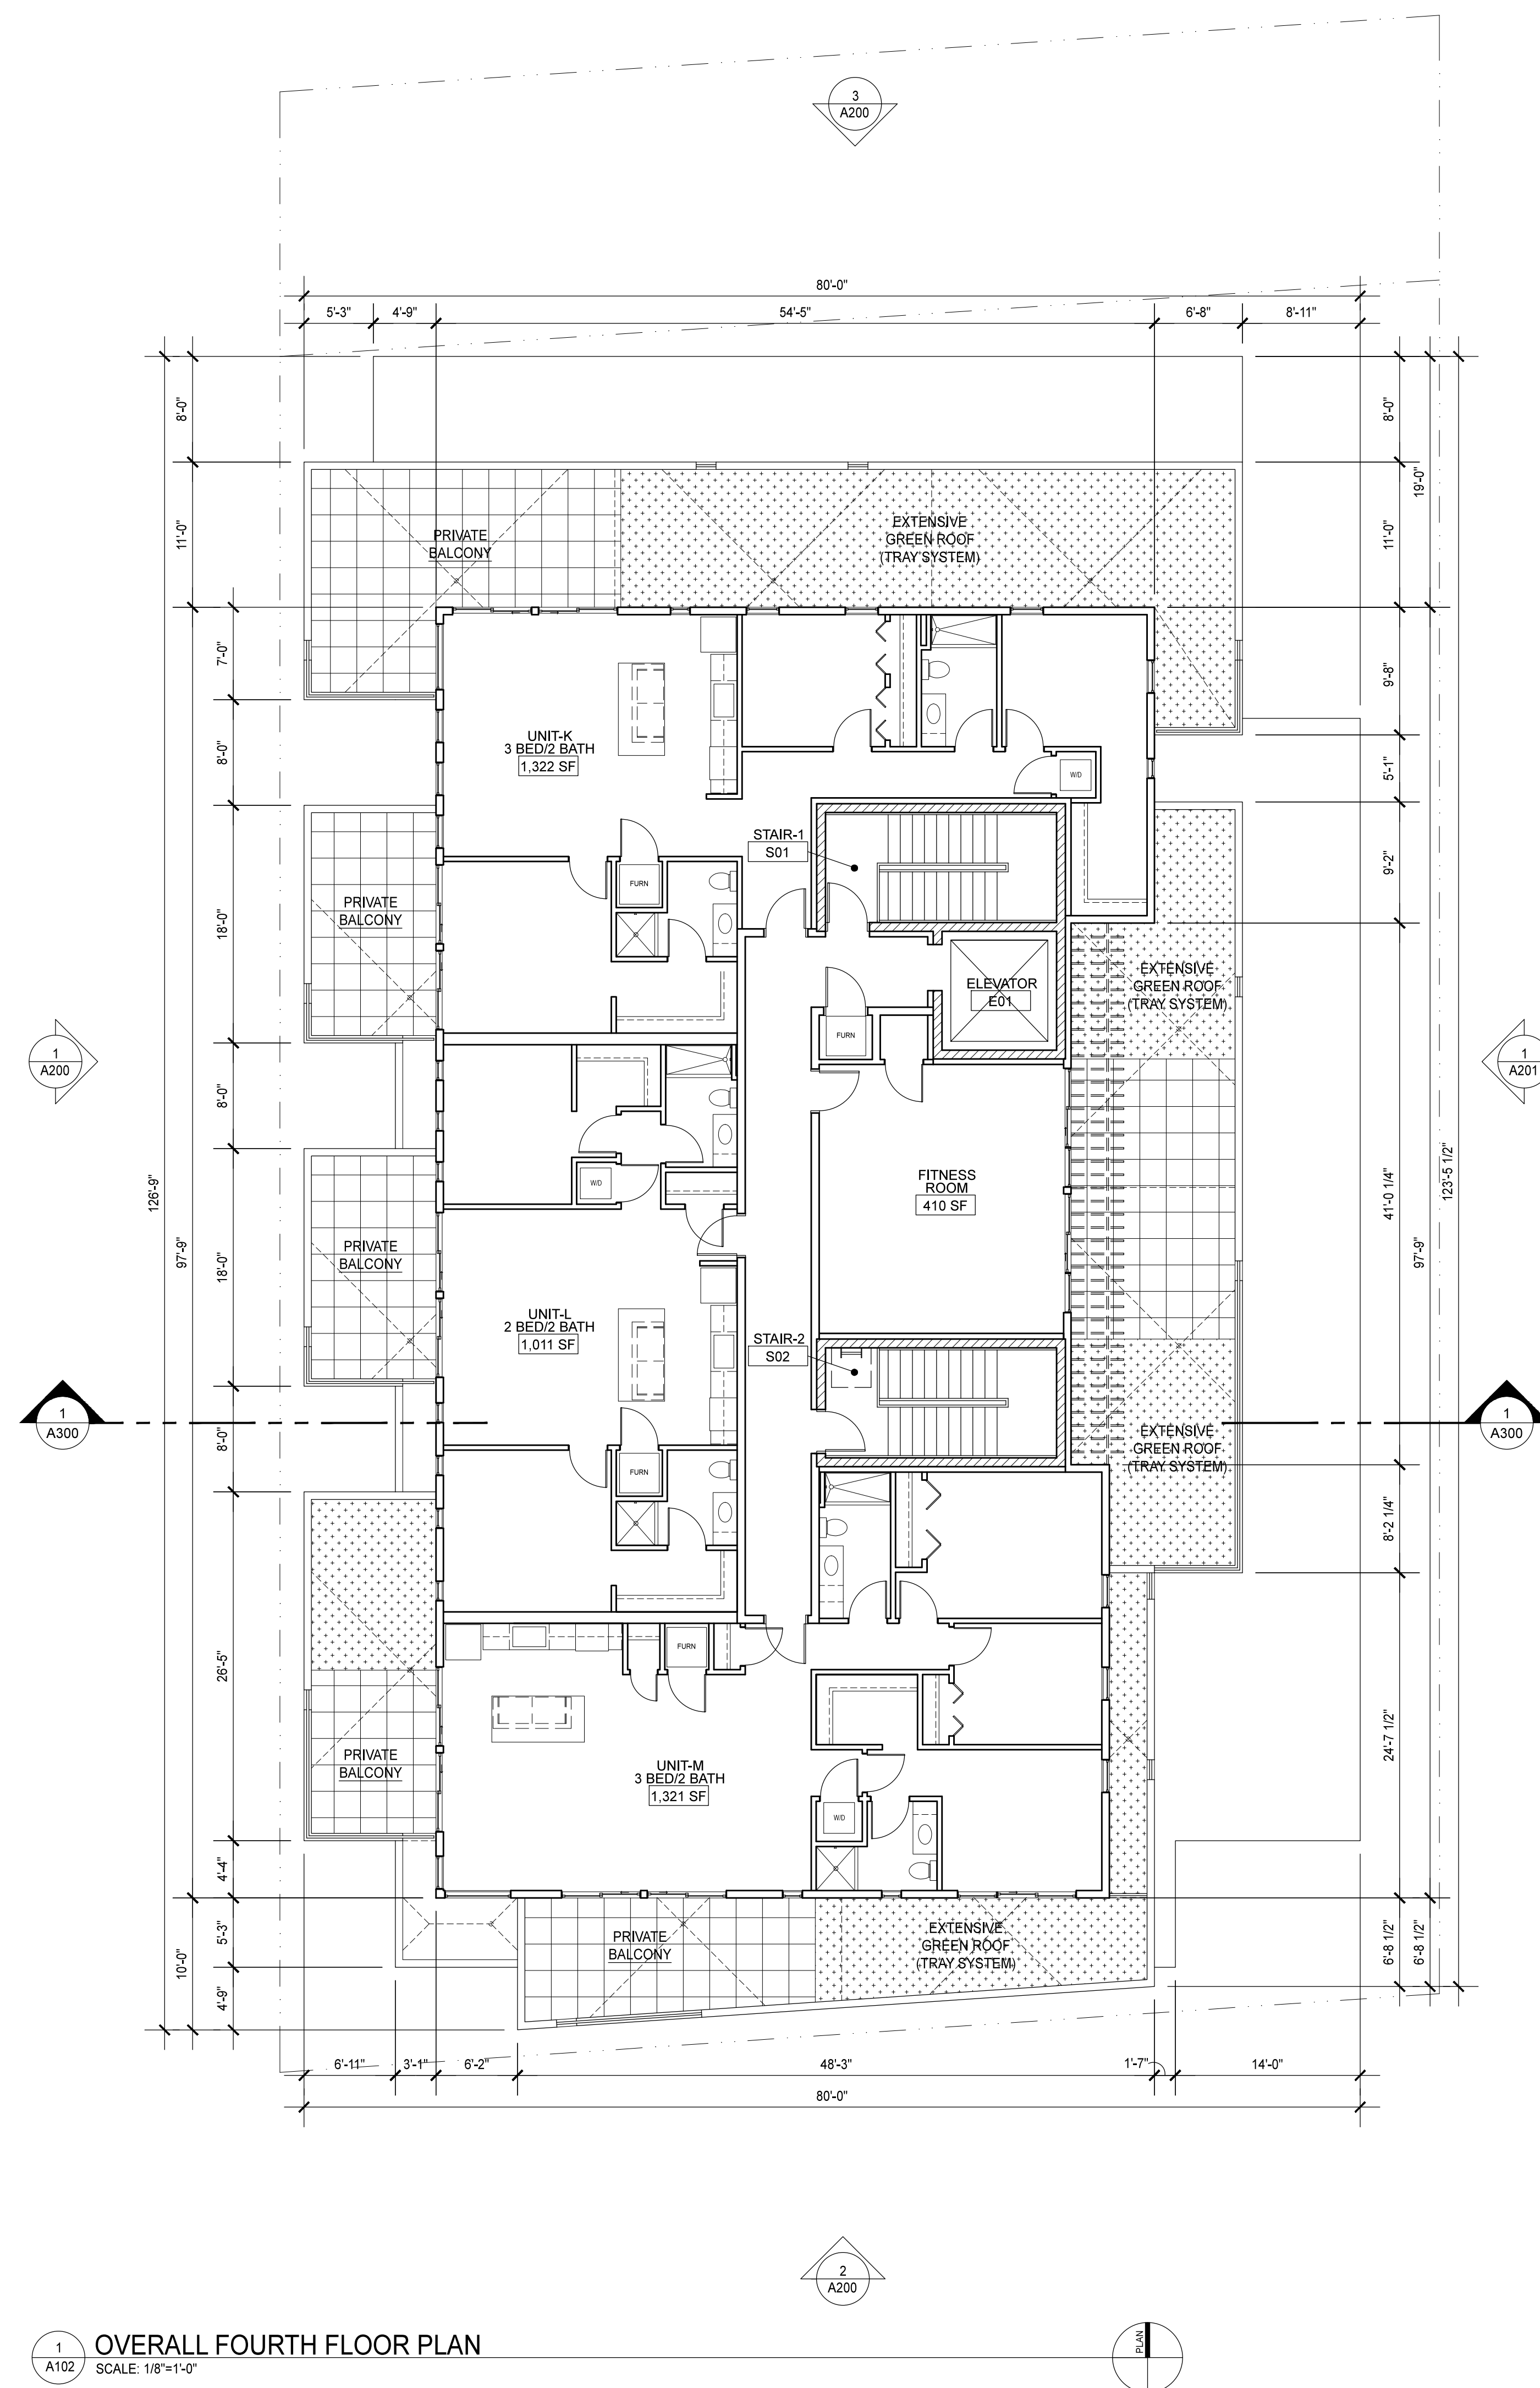 3
A200
80'-0"
5'-3"
4'-9"
54'-5"
6'-8"
8'-11"
8'-0"
11'-0"
7'-0"
8'-0"
18'-0"
8'-0"
18'-0"
8'-0"
26'-5"
4'-4"
5'-3"
4'-9"
126'-9"
97'-9"
10'-0"
8'-0"
11'-0"
19'-0"
9'-8"
5'-1"
9'-2"
41'-0 1/4"
123'-5 1/2"
97'-9"
8'-2 1/4"
24'-7 1/2"
6'-8 1/2"
6'-8 1/2"
PRIVATE
BALCONY
EXTENSIVE
GREEN ROOF
(TRAY SYSTEM)
UNIT-K
3 BED/2 BATH
1,322 SF
W/D
STAIR-1
S01
FURN
PRIVATE
BALCONY
ELEVATOR
E01
EXTENSIVE
GREEN ROOF
(TRAY SYSTEM)
FURN
1
A200
1
A201
W/D
FITNESS
ROOM
410 SF
PRIVATE
BALCONY
UNIT-L
2 BED/2 BATH
1,011 SF
STAIR-2
S02
1
A300
1
A300
EXTENSIVE
GREEN ROOF
(TRAY SYSTEM)
FURN
FURN
PRIVATE
BALCONY
UNIT-M
3 BED/2 BATH
1,321 SF
W/D
PRIVATE
BALCONY
EXTENSIVE
GREEN ROOF
(TRAY SYSTEM)
6'-11"
3'-1"
6'-2"
48'-3"
1'-7"
14'-0"
80'-0"
2
A200
1
A102
OVERALL FOURTH FLOOR PLAN
SCALE: 1/8"=1'-0"
PLAN